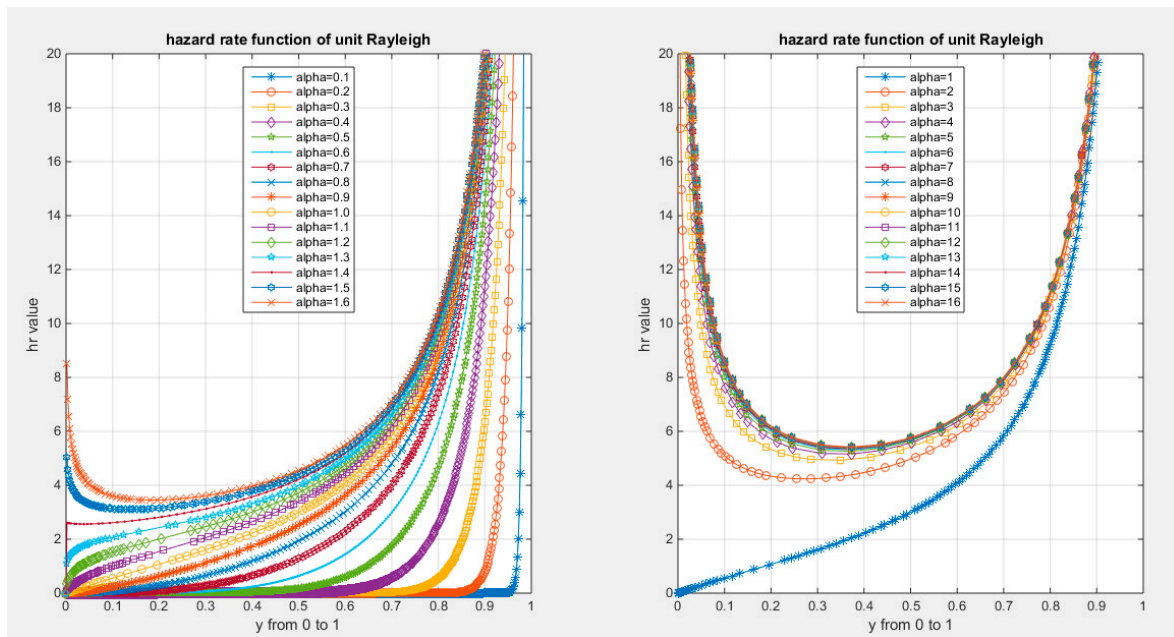 hazard rate function of unit Rayleigh
20
18
16
14
12
10
8
6
4
2
0
hr value
alpha=0.1
alpha=0.2
alpha=0.3
alpha=0.4
alpha=0.5
alpha=0.6
alpha=0.7
alpha=0.8
alpha=0.9
alpha=1.0
alpha=1.1
alpha=1.2
alpha=1.3
alpha=1.4
alpha=1.5
alpha=1.6
0 0.1 0.2 0.3 0.4 0.5 0.6 0.7 0.8 0.9 1
y from 0 to 1
hazard rate function of unit Rayleigh
20
18
16
14
12
10
8
6
4
2
0
hr value
alpha=1
alpha=2
alpha=3
alpha=4
alpha=5
alpha=6
alpha=7
alpha=8
alpha=9
alpha=10
alpha=11
alpha=12
alpha=13
alpha=14
alpha=15
alpha=16
0 0.1 0.2 0.3 0.4 0.5 0.6 0.7 0.8 0.9 1
y from 0 to 1